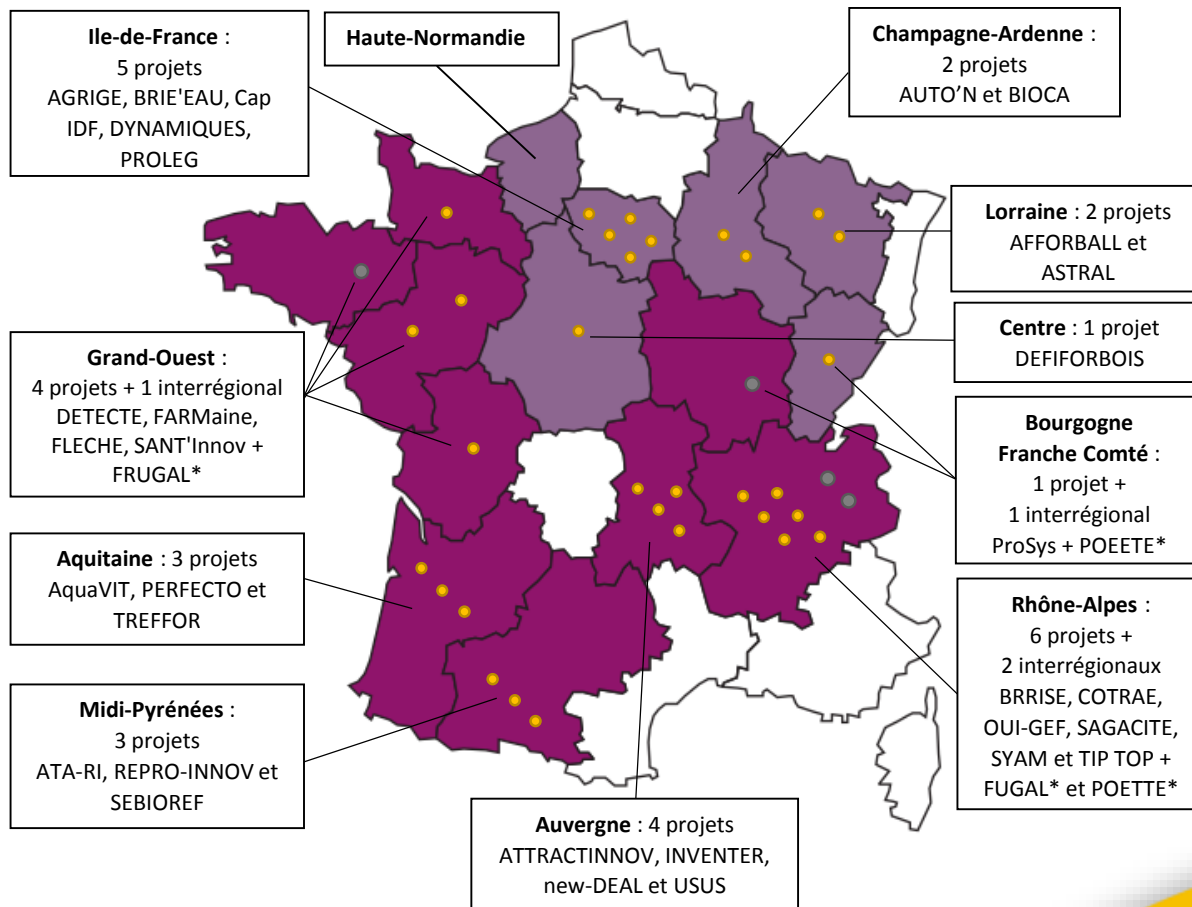 Ile-de-France :
5 projets
AGRIGE, BRIE'EAU, Cap
IDF, DYNAMIQUES,
PROLEG
Haute-Normandie
Champagne-Ardenne :
2 projets
AUTO’N et BIOCA
Lorraine : 2 projets
AFFORBALL et
ASTRAL
Centre : 1 projet
DEFIFORBOIS
Grand-Ouest :
4 projets + 1 interrégional
DETECTE, FARMaine,
FLECHE, SANT'Innov +
FRUGAL*
Bourgogne
Franche Comté :
1 projet +
1 interrégional
ProSys + POEETE*
Aquitaine : 3 projets
AquaVIT, PERFECTO et
TREFFOR
Rhône-Alpes :
6 projets +
2 interrégionaux
BRRISE, COTRAE,
OUI-GEF, SAGACITE,
SYAM et TIP TOP +
FUGAL* et POETTE*
Midi-Pyrénées :
3 projets
ATA-RI, REPRO-INNOV et
SEBIOREF
Auvergne : 4 projets
ATTRACTINNOV, INVENTER,
new-DEAL et USUS